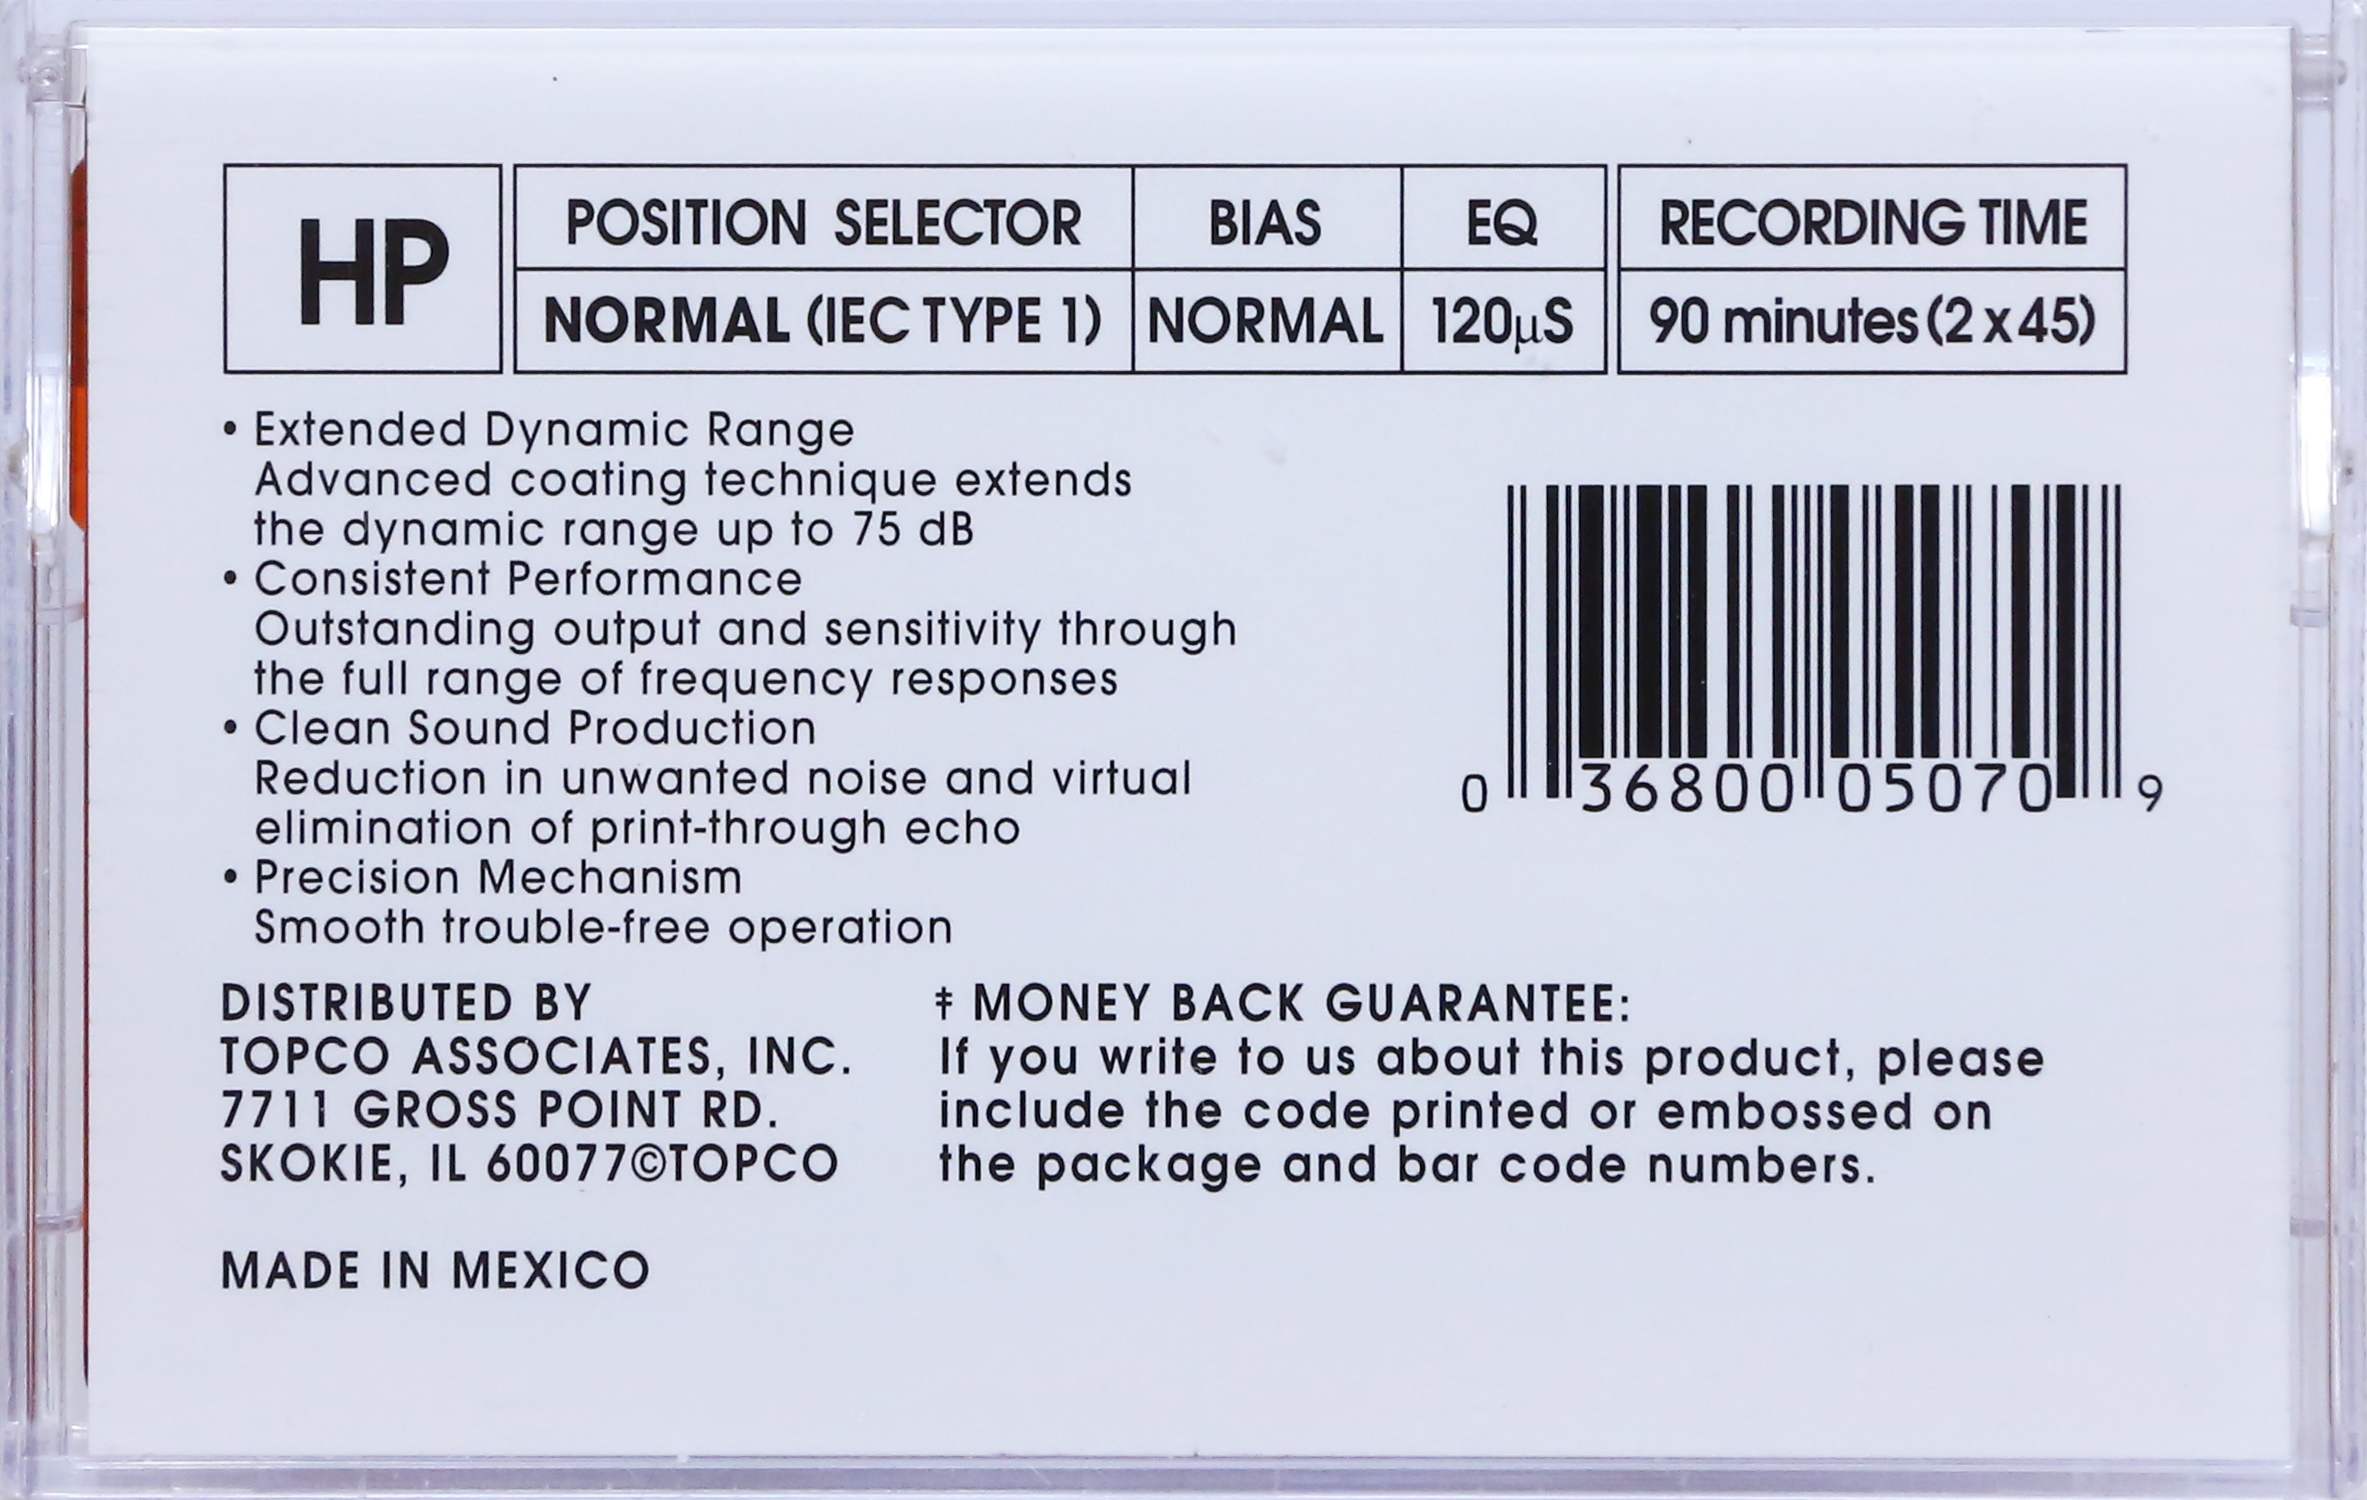 HP
POSITION SELECTOR BIAS EQ RECORDING TIME
NORMAL (IEC TYPE 1) NORMAL 120µS 90 minutes (2 x 45)
• Extended Dynamic Range
Advanced coating technique extends
the dynamic range up to 75 dB
• Consistent Performance
Outstanding output and sensitivity through
the full range of frequency responses
• Clean Sound Production
Reduction in unwanted noise and virtual
elimination of print-through echo
• Precision Mechanism
Smooth trouble-free operation
0 36800 05070 9
DISTRIBUTED BY
TOPCO ASSOCIATES, INC.
7711 GROSS POINT RD.
SKOKIE, IL 60077©TOPCO
MADE IN MEXICO
‡ MONEY BACK GUARANTEE:
If you write to us about this product, please
include the code printed or embossed on
the package and bar code numbers.